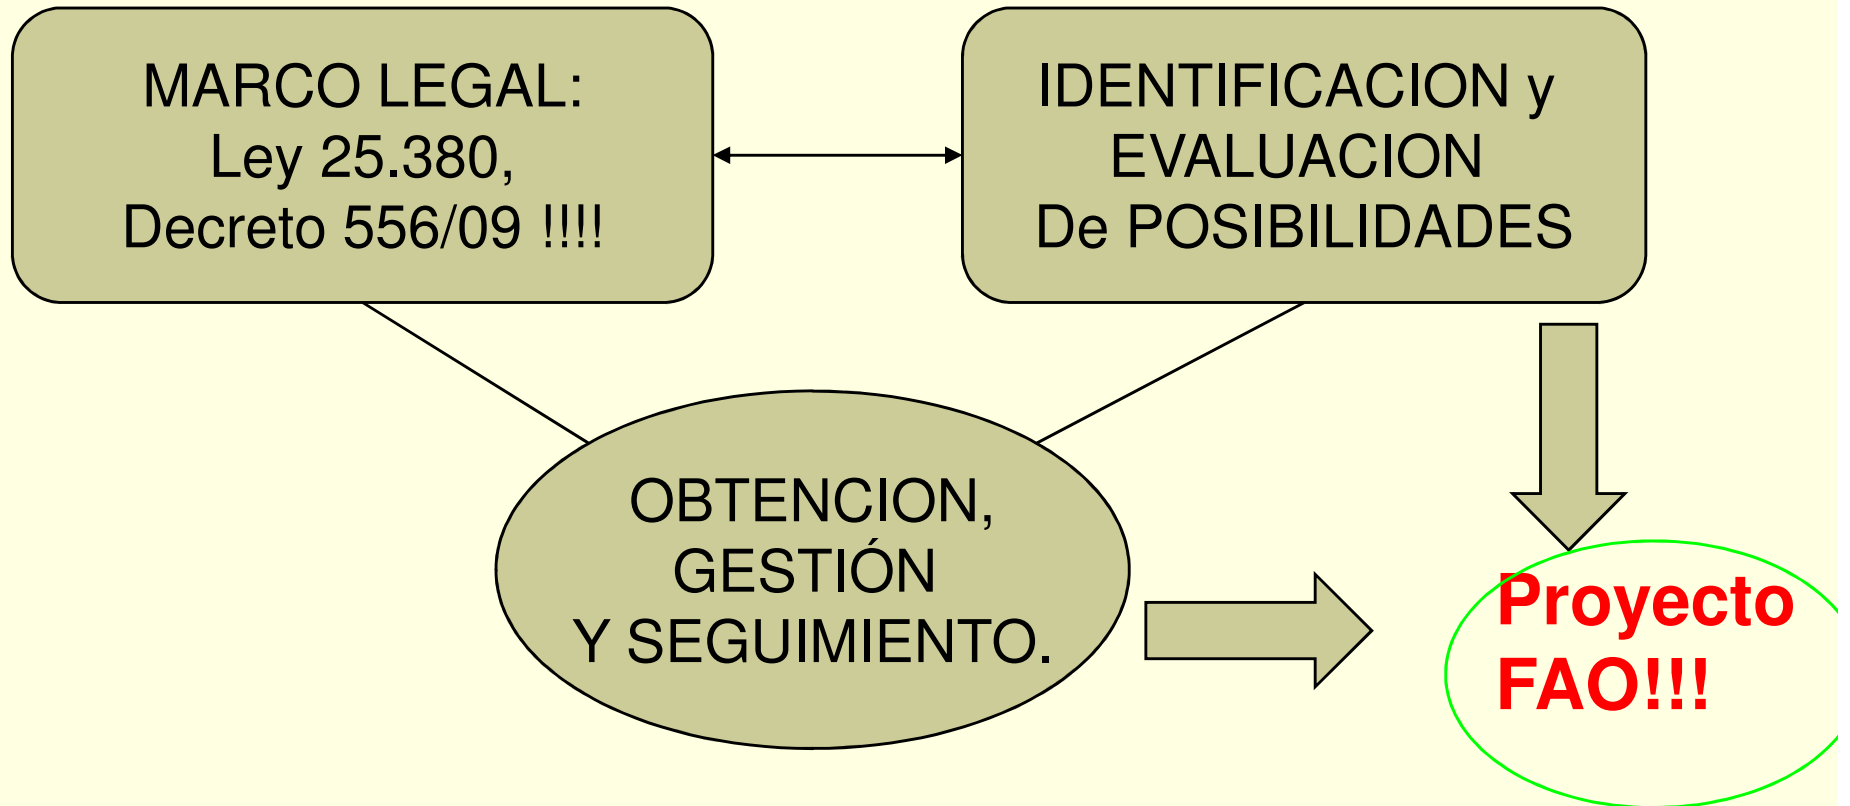 MARCO LEGAL:
Ley 25.380,
Decreto 556/09 !!!!
IDENTIFICACION y
EVALUACION
De POSIBILIDADES
OBTENCION,
GESTIÓN
Y SEGUIMIENTO.
Proyecto
FAO!!!